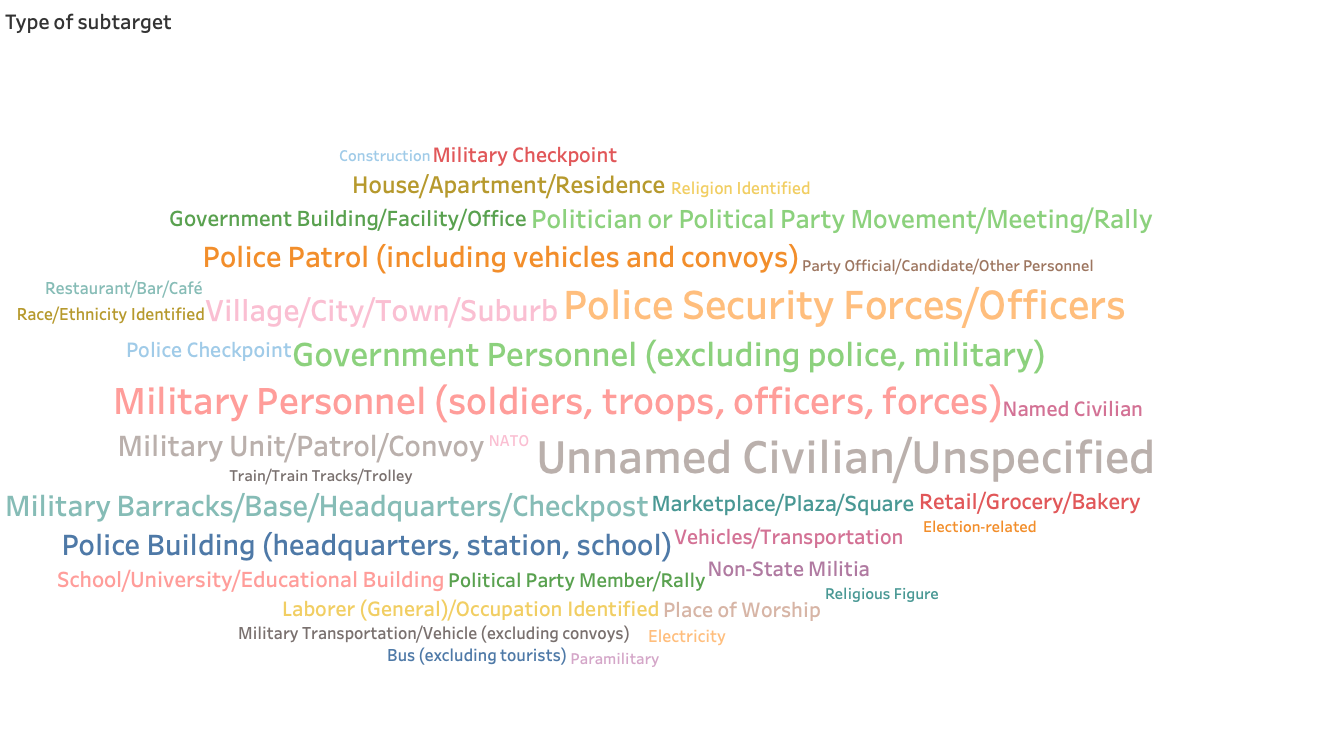 Type of subtarget
Construction Military Checkpoint
House/Apartment/Residence Religion Identified
Government Building/Facility/Office Politician or Political Party Movement/Meeting/Rally
Police Patrol (including vehicles and convoys) Party Official/Candidate/Other Personnel
Restaurant/Bar/Café
Race/Ethnicity Identified Village/City/Town/Suburb Police Security Forces/Officers
Police Checkpoint Government Personnel (excluding police, military)
Military Personnel (soldiers, troops, officers, forces) Named Civilian
Military Unit/Patrol/Convoy NATO Unnamed Civilian/Unspecified
Train/Train Tracks/Trolley
Military Barracks/Base/Headquarters/Checkpost Marketplace/Plaza/Square Retail/Grocery/Bakery
Election-related
Police Building (headquarters, station, school) Vehicles/Transportation
Non-State Militia
School/University/Educational Building Political Party Member/Rally
Religious Figure
Laborer (General)/Occupation Identified Place of Worship
Military Transportation/Vehicle (excluding convoys) Electricity
Bus (excluding tourists) Paramilitary